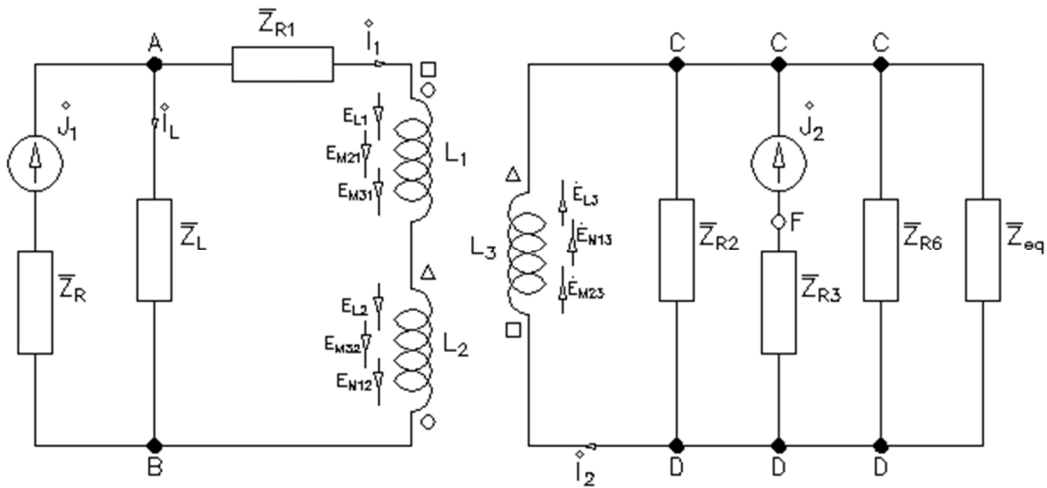 Z̅R1
A
i̊1
C
C
C
J̊1
i̊L
EL1
EM21
EM31
L1
J̊2
F
Z̅L
Z̅R
L3
ĖL3
ĖN13
ĖM23
Z̅R2
Z̅R3
Z̅R6
Z̅eq
EL2
EM32
EN12
L2
B
i̊2
D
D
D